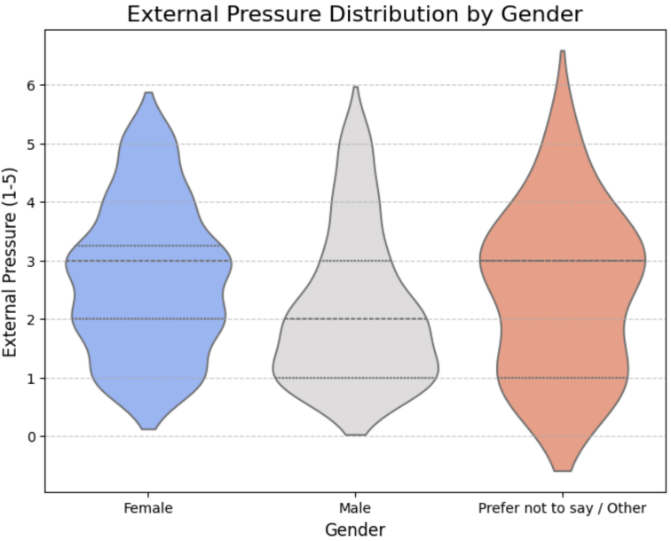 External Pressure Distribution by Gender
External Pressure (1-5)
6
5
4
3
2
1
0
Female Male Prefer not to say / Other
Gender